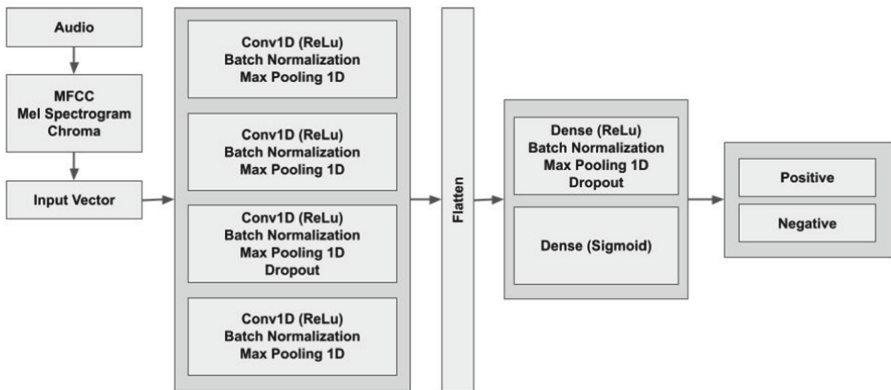 Audio
MFCC
Mel Spectrogram
Chroma
Input Vector
Conv1D (ReLu)
Batch Normalization
Max Pooling 1D
Conv1D (ReLu)
Batch Normalization
Max Pooling 1D
Conv1D (ReLu)
Batch Normalization
Max Pooling 1D
Dropout
Conv1D (ReLu)
Batch Normalization
Max Pooling 1D
Flatten
Dense (ReLu)
Batch Normalization
Max Pooling 1D
Dropout
Dense (Sigmoid)
Positive
Negative